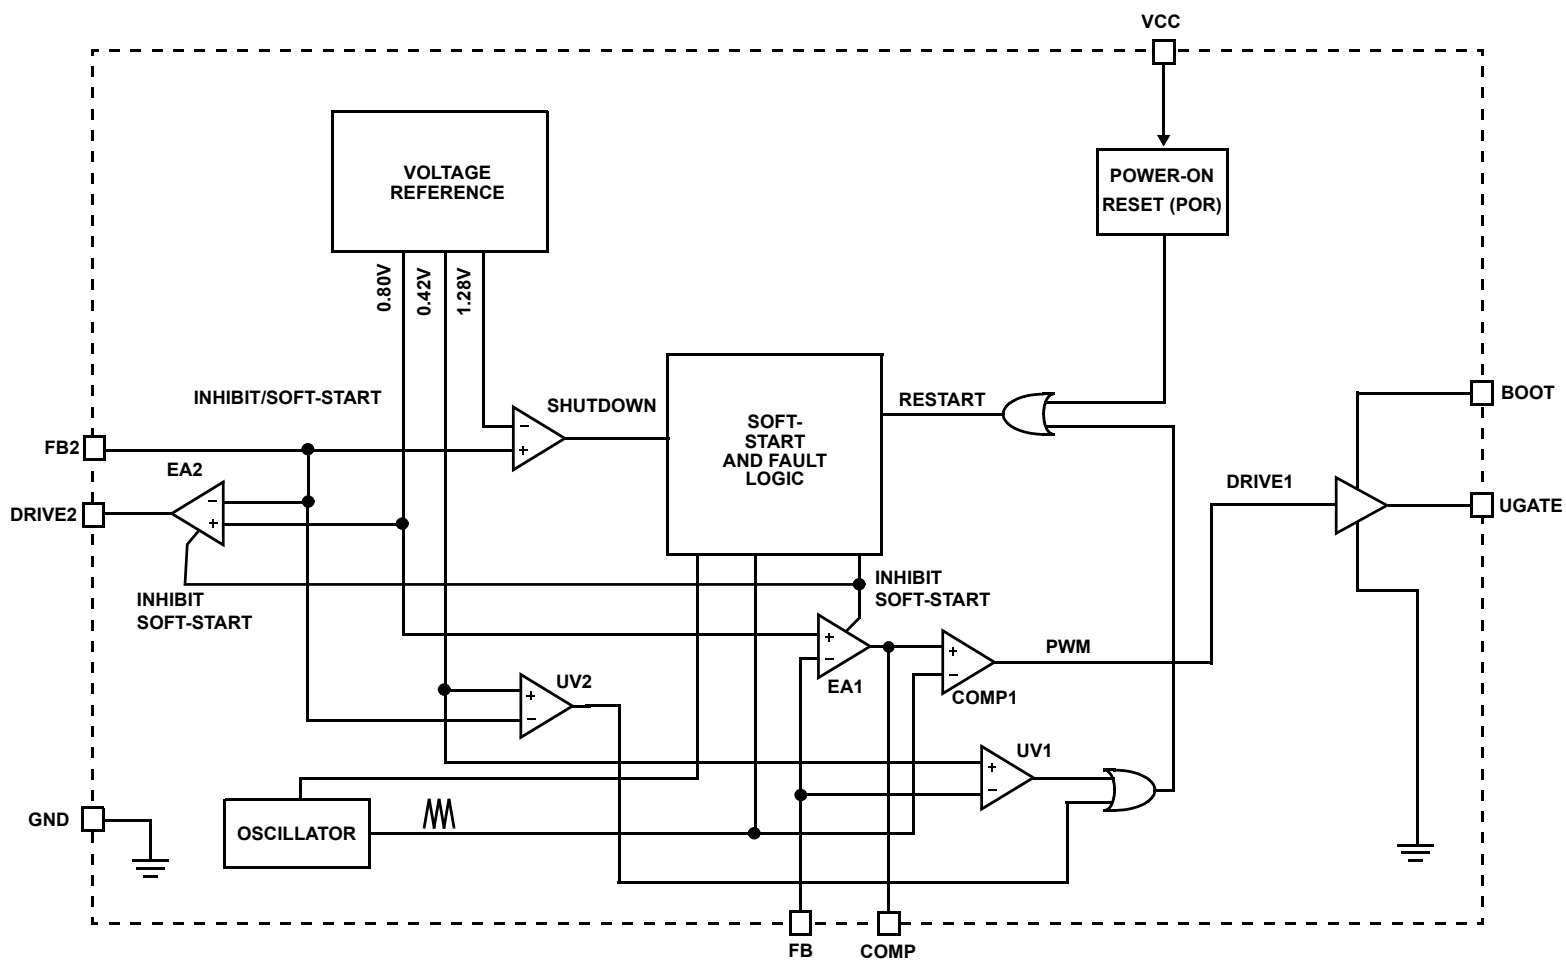 VCC
VOLTAGE
REFERENCE
POWER-ON
RESET (POR)
0.80V
0.42V
1.28V
INHIBIT/SOFT-START
SHUTDOWN
SOFT-
START
AND FAULT
LOGIC
RESTART
BOOT
FB2
EA2
DRIVE2
DRIVE1
UGATE
INHIBIT
SOFT-START
INHIBIT
SOFT-START
EA1
PWM
COMP1
UV2
UV1
GND
OSCILLATOR
FB
COMP